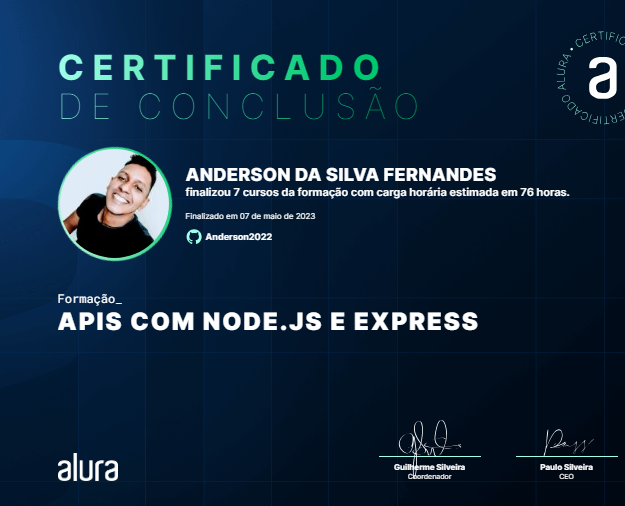 CERTIFICADO
DE CONCLUSÃO
ALURA • CERTIFIC
CERTIFICADO
a
ANDERSON DA SILVA FERNANDES
finalizou 7 cursos da formação com carga horária estimada em 76 horas.
Finalizado em 07 de maio de 2023
Anderson2022
Formação_
APIS COM NODE.JS E EXPRESS
alura
Guilherme Silveira
Coordenador
Paulo Silveira
CEO